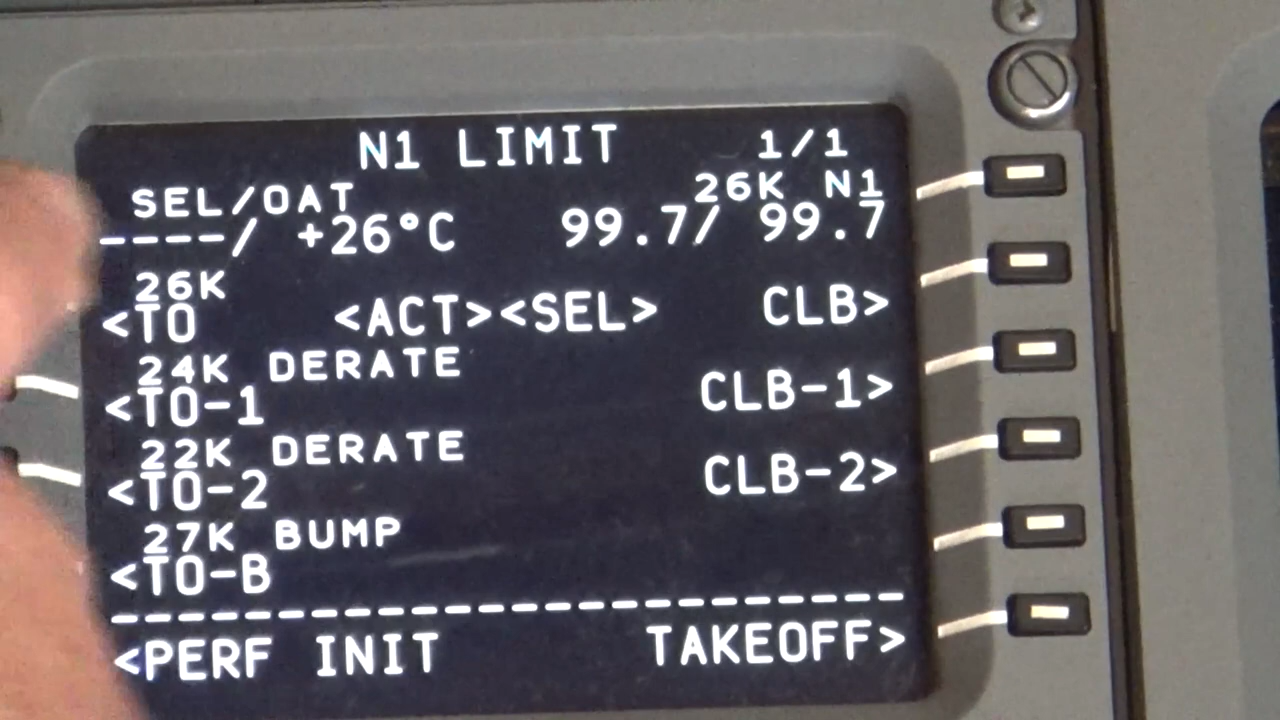 N1 LIMIT 1/1
SEL/OAT 26K N1
----/ +26°C 99.7/ 99.7
26K
<TO <ACT><SEL> CLB>
24K DERATE
<TO-1 CLB-1>
22K DERATE
<TO-2 CLB-2>
27K BUMP
<TO-B
------------------------
<PERF INIT TAKEOFF>